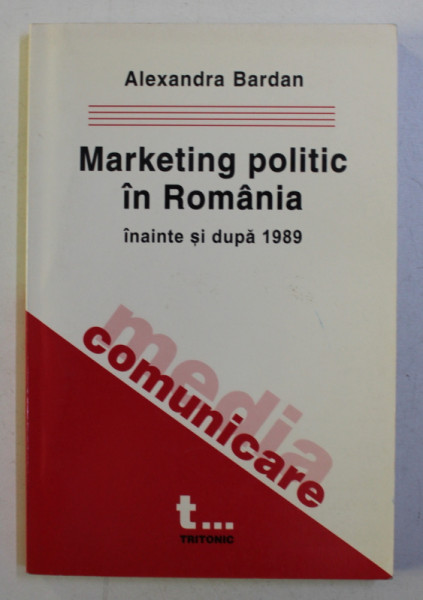 Alexandra Bardan
Marketing politic
în România
înainte și după 1989
media
comunicare
t...
TRITONIC